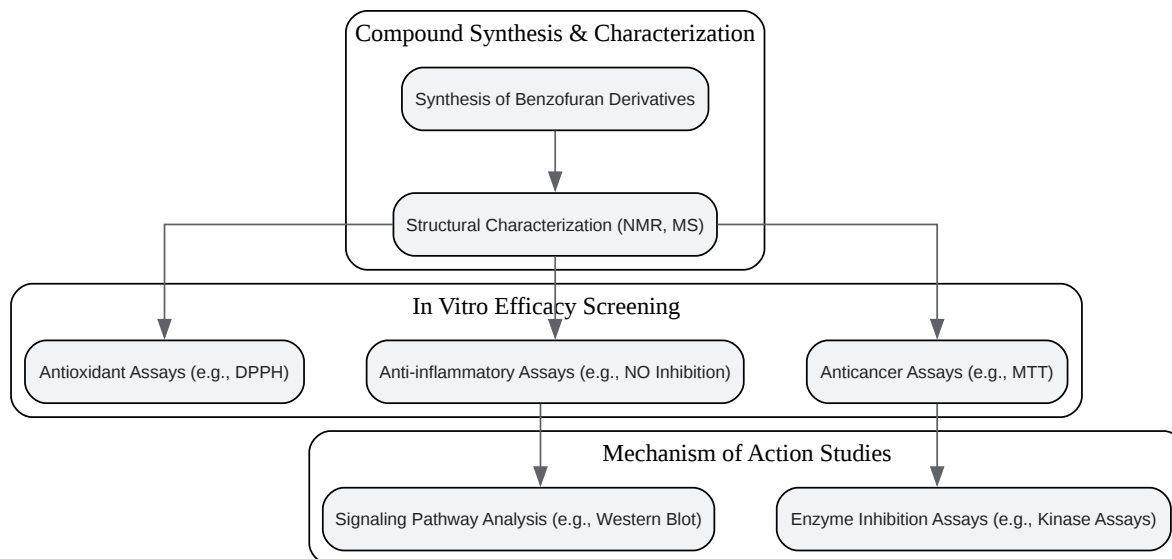 Compound Synthesis & Characterization
Synthesis of Benzofuran Derivatives
Structural Characterization (NMR, MS)
In Vitro Efficacy Screening
Antioxidant Assays (e.g., DPPH)
Anti-inflammatory Assays (e.g., NO Inhibition)
Anticancer Assays (e.g., MTT)
Mechanism of Action Studies
Signaling Pathway Analysis (e.g., Western Blot)
Enzyme Inhibition Assays (e.g., Kinase Assays)